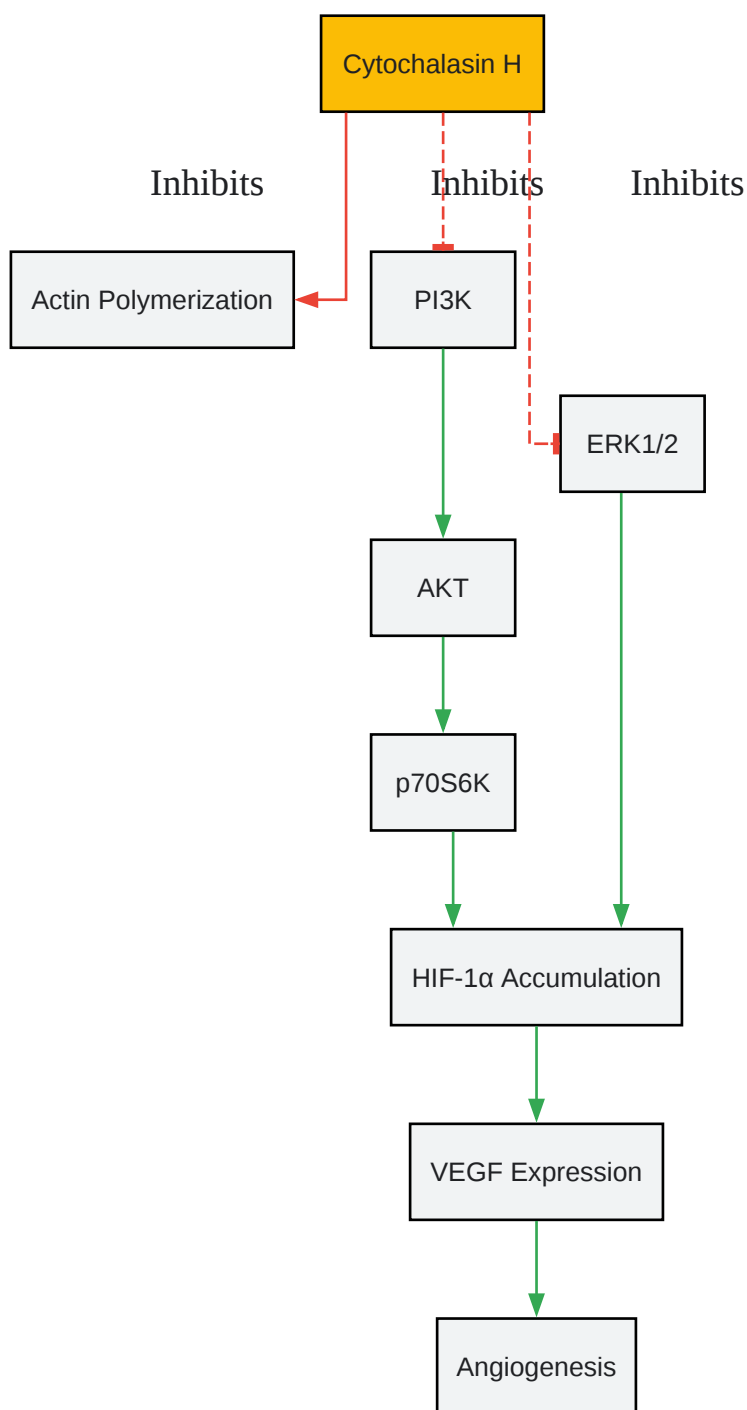 Cytochalasin H
Inhibits
Inhibits
Inhibits
Actin Polymerization
PI3K
ERK1/2
AKT
p70S6K
HIF-1α Accumulation
VEGF Expression
Angiogenesis